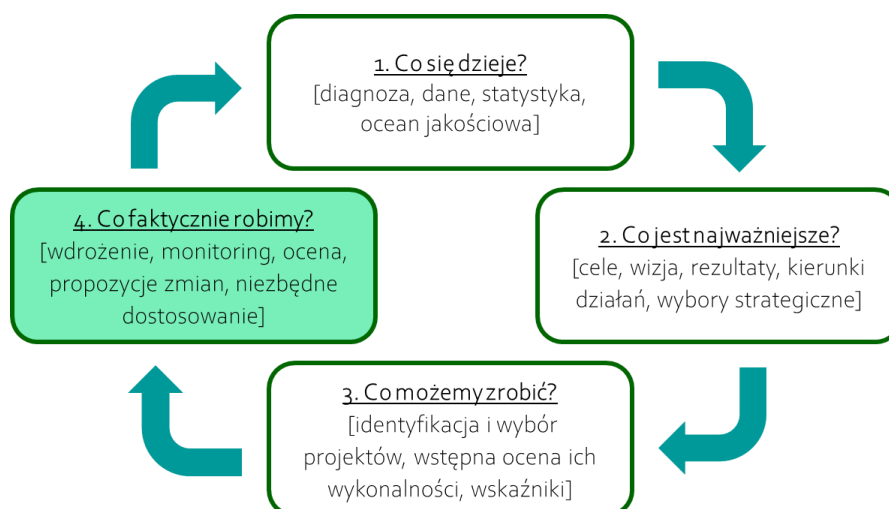 1. Co się dzieje?
[diagnoza, dane, statystyka,
ocean jakościowa]
2. Co jest najważniejsze?
[cele, wizja, rezultaty, kierunki
działań, wybory strategiczne]
3. Co możemy zrobić?
[identyfikacja i wybór
projektów, wstępna ocena ich
wykonalności, wskaźniki]
4. Co faktycznie robimy?
[wdrożenie, monitoring, ocena,
propozycje zmian, niezbędne
dostosowanie]